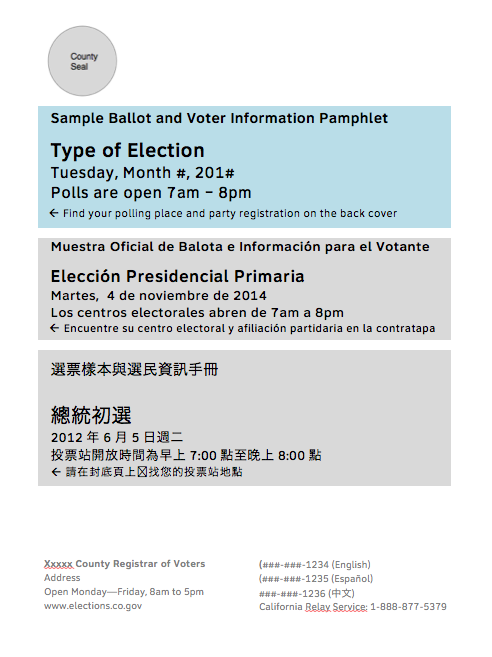 County
Seal
Sample Ballot and Voter Information Pamphlet
Type of Election
Tuesday, Month #, 201#
Polls are open 7am – 8pm
← Find your polling place and party registration on the back cover
Muestra Oficial de Balota e Información para el Votante
Elección Presidencial Primaria
Martes,  4 de noviembre de 2014
Los centros electorales abren de 7am a 8pm
← Encuentre su centro electoral y afiliación partidaria en la contratapa
選票樣本與選民資訊手冊
總統初選
2012 年 6 月 5 日週二
投票站開放時間為早上 7:00 點至晚上 8:00 點
← 請在封底頁上找您的投票站地點
Xxxxx County Registrar of Voters
Address
Open Monday—Friday, 8am to 5pm
www.elections.co.gov
(###-###-1234 (English)
(###-###-1235 (Español)
###-###-1236 (中文)
California Relay Service: 1-888-877-5379